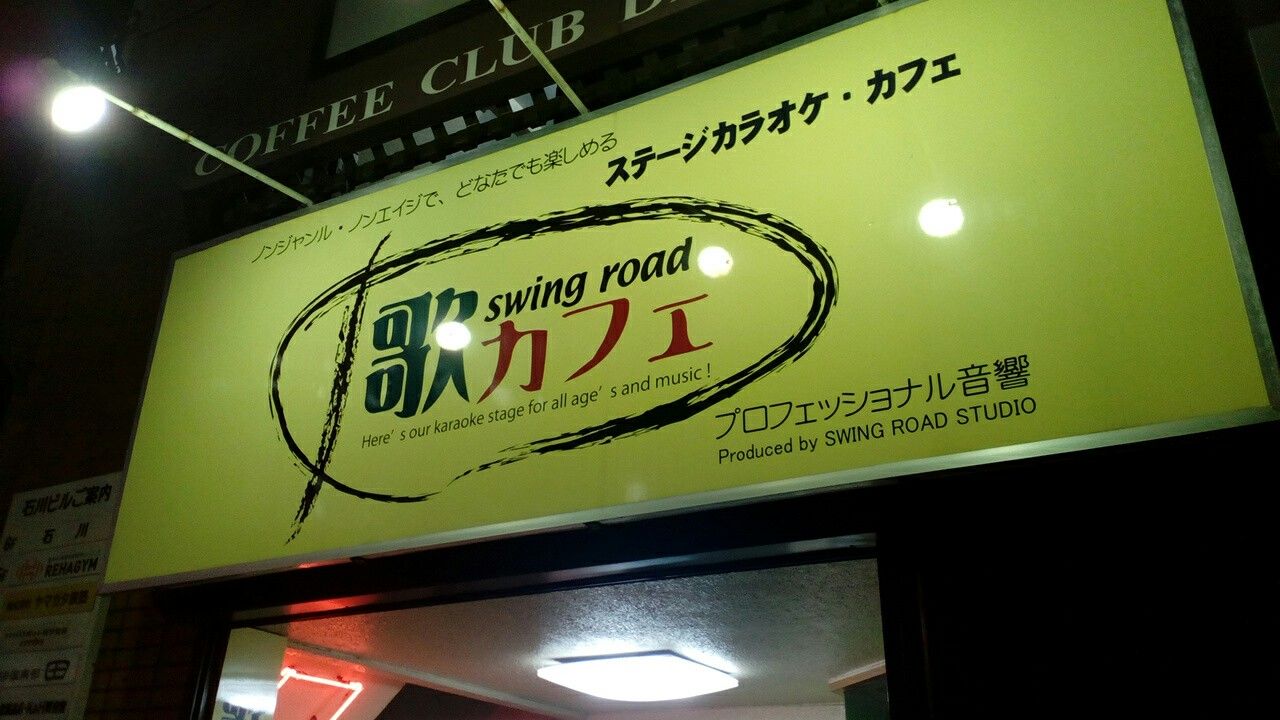 COFFEE CLUB
ノンジャンル・ノンエイジで、どなたでも楽しめる
ステージカラオケ・カフェ
swing road
歌カフェ
Here's our karaoke stage for all age's and music !
プロフェッショナル音響
Produced by SWING ROAD STUDIO
石川ビルご案内
石川
REHAGYM